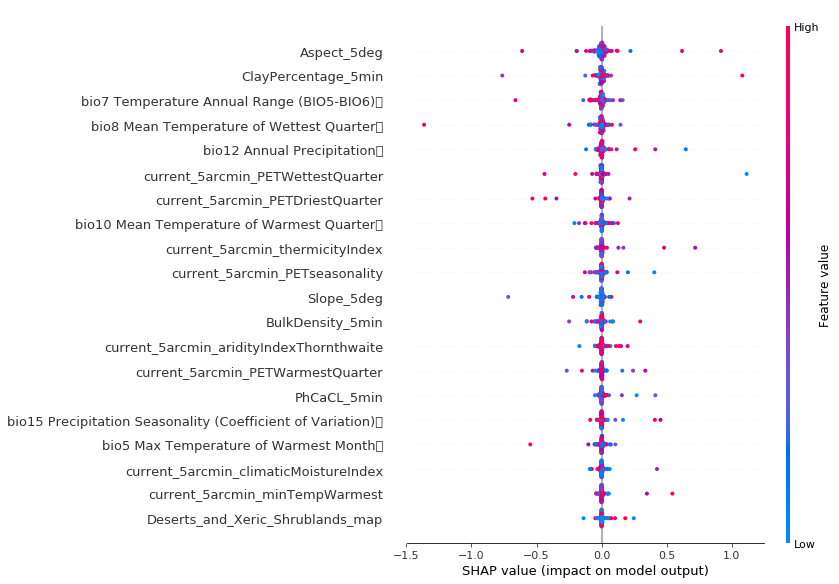 High
Aspect_5deg
ClayPercentage_5min
bio7 Temperature Annual Range (BIO5-BIO6)
bio8 Mean Temperature of Wettest Quarter
bio12 Annual Precipitation
current_5arcmin_PETWettestQuarter
current_5arcmin_PETDriestQuarter
bio10 Mean Temperature of Warmest Quarter
current_5arcmin_thermicityIndex
current_5arcmin_PETseasonality
Slope_5deg
BulkDensity_5min
current_5arcmin_aridityIndexThornthwaite
current_5arcmin_PETWarmestQuarter
PhCaCL_5min
bio15 Precipitation Seasonality (Coefficient of Variation)
bio5 Max Temperature of Warmest Month
current_5arcmin_climaticMoistureIndex
current_5arcmin_minTempWarmest
Deserts_and_Xeric_Shrublands_map
Feature value
Low
−1.5 −1.0 −0.5 0.0 0.5 1.0
SHAP value (impact on model output)